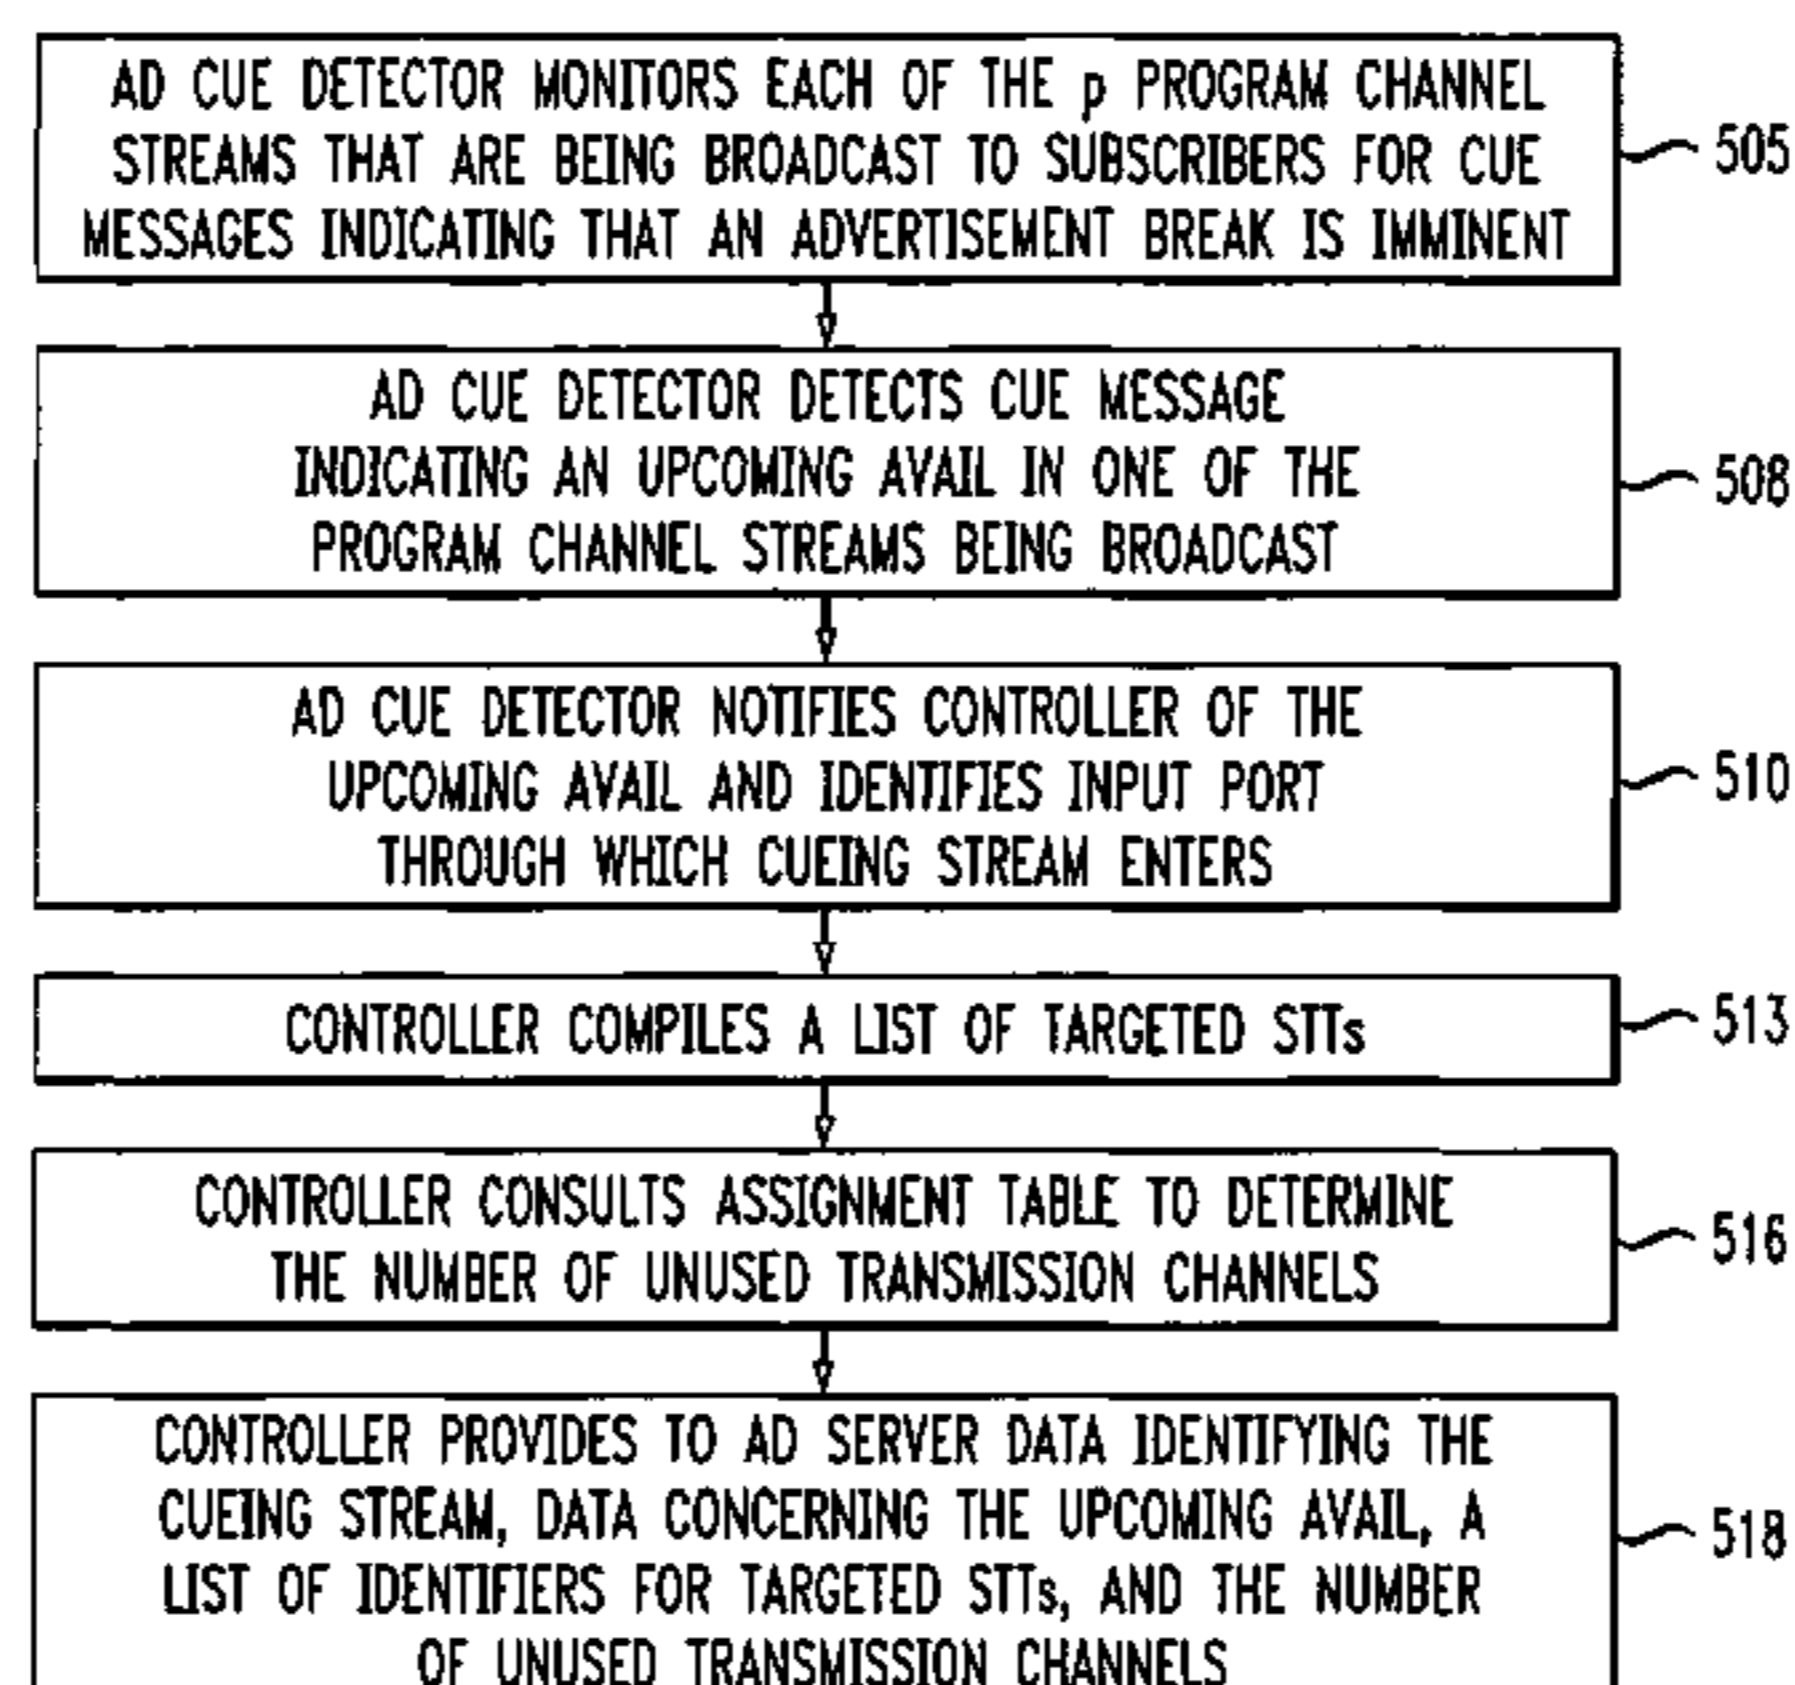 AD CUE DETECTOR MONITORS EACH OF THE p PROGRAM CHANNEL
STREAMS THAT ARE BEING BROADCAST TO SUBSCRIBERS FOR CUE
MESSAGES INDICATING THAT AN ADVERTISEMENT BREAK IS IMMINENT
505
AD CUE DETECTOR DETECTS CUE MESSAGE
INDICATING AN UPCOMING AVAIL IN ONE OF THE
PROGRAM CHANNEL STREAMS BEING BROADCAST
508
AD CUE DETECTOR NOTIFIES CONTROLLER OF THE
UPCOMING AVAIL AND IDENTIFIES INPUT PORT
THROUGH WHICH CUEING STREAM ENTERS
510
CONTROLLER COMPILES A LIST OF TARGETED STTs
513
CONTROLLER CONSULTS ASSIGNMENT TABLE TO DETERMINE
THE NUMBER OF UNUSED TRANSMISSION CHANNELS
516
CONTROLLER PROVIDES TO AD SERVER DATA IDENTIFYING THE
CUEING STREAM, DATA CONCERNING THE UPCOMING AVAIL, A
LIST OF IDENTIFIERS FOR TARGETED STTs, AND THE NUMBER
OF UNUSED TRANSMISSION CHANNELS
518